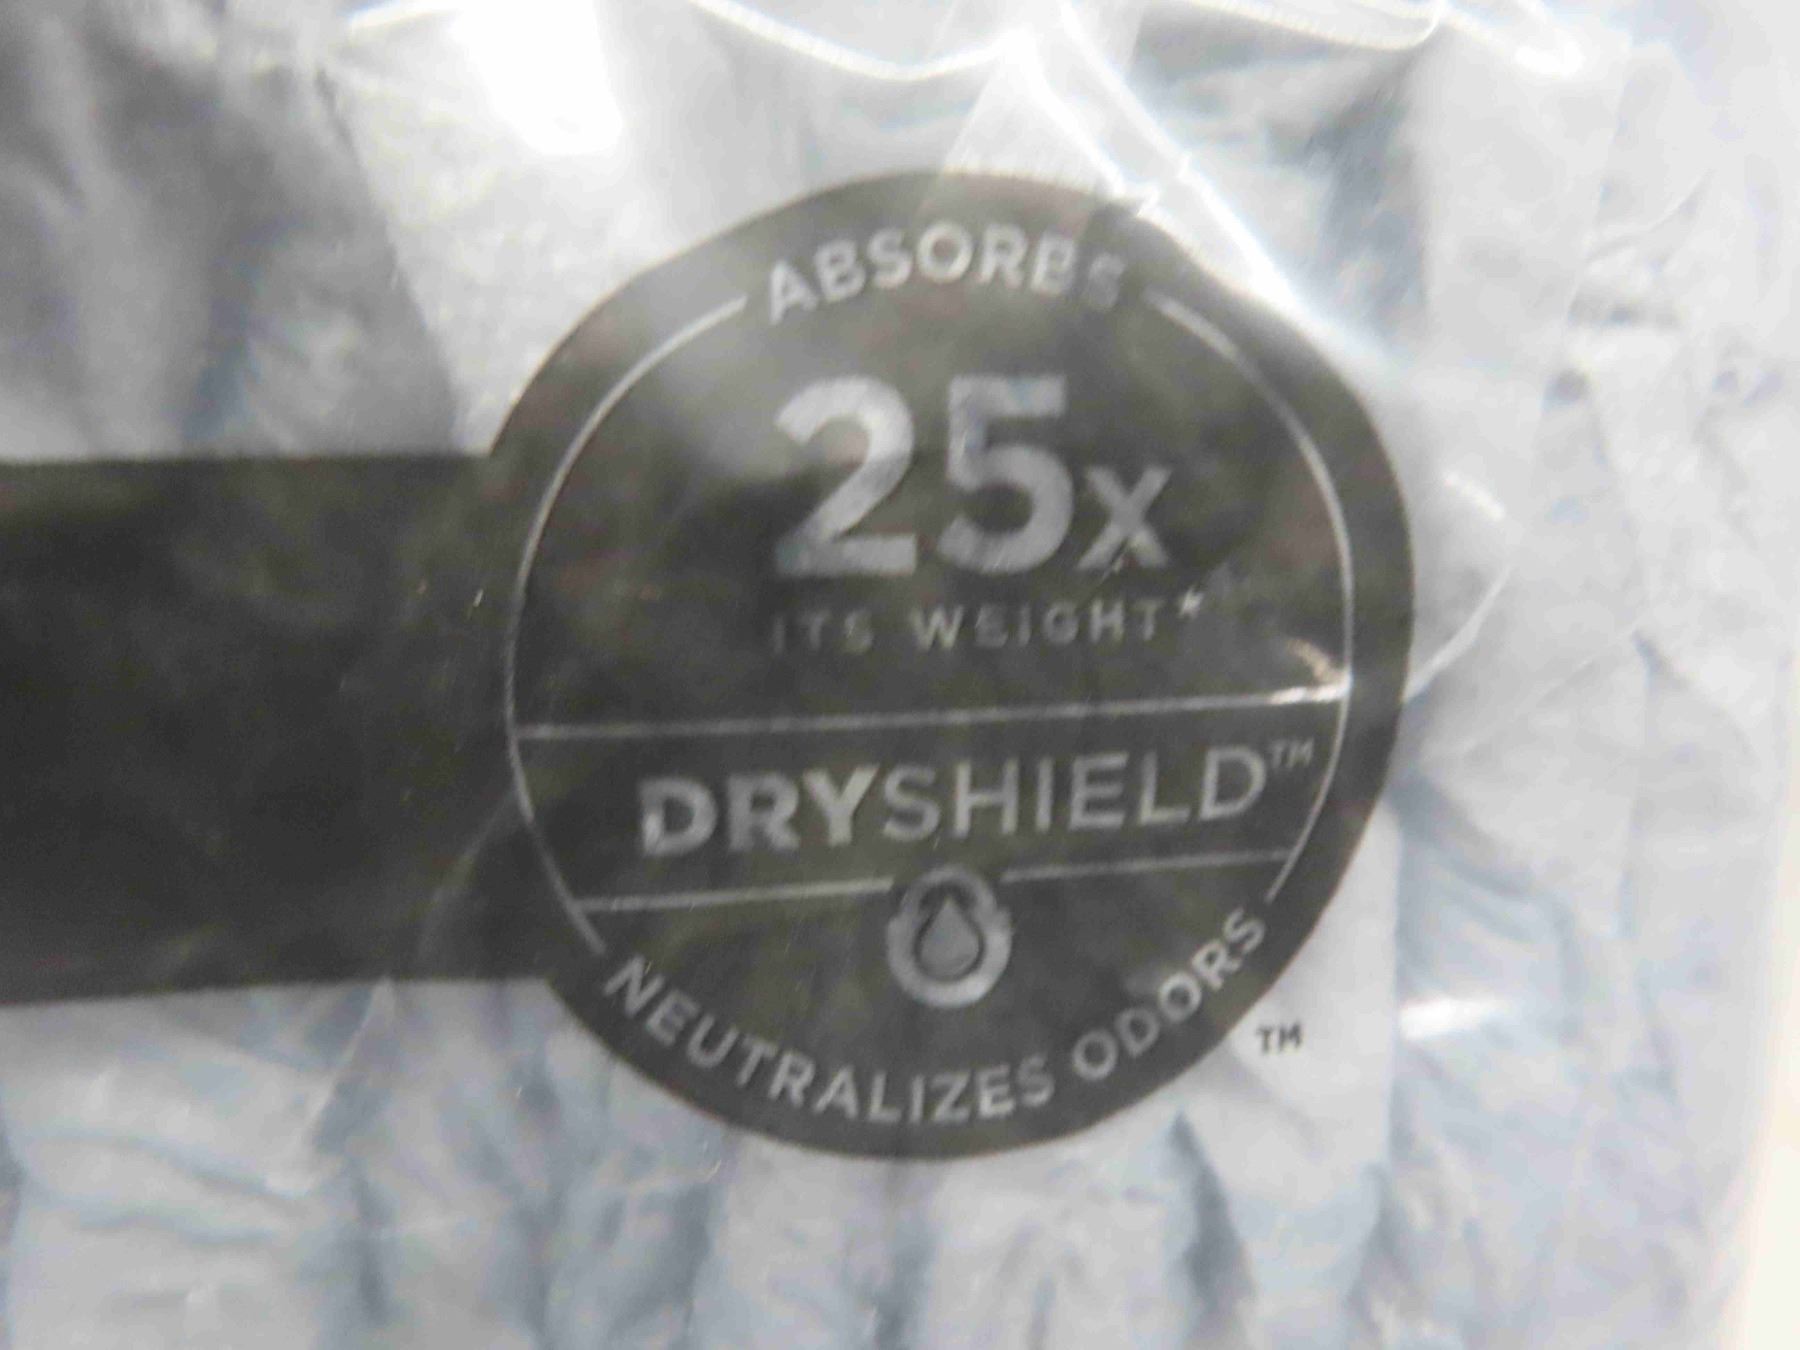 ABSORBS
25x
ITS WEIGHT*
DRYSHIELD™
NEUTRALIZES ODORS
TM